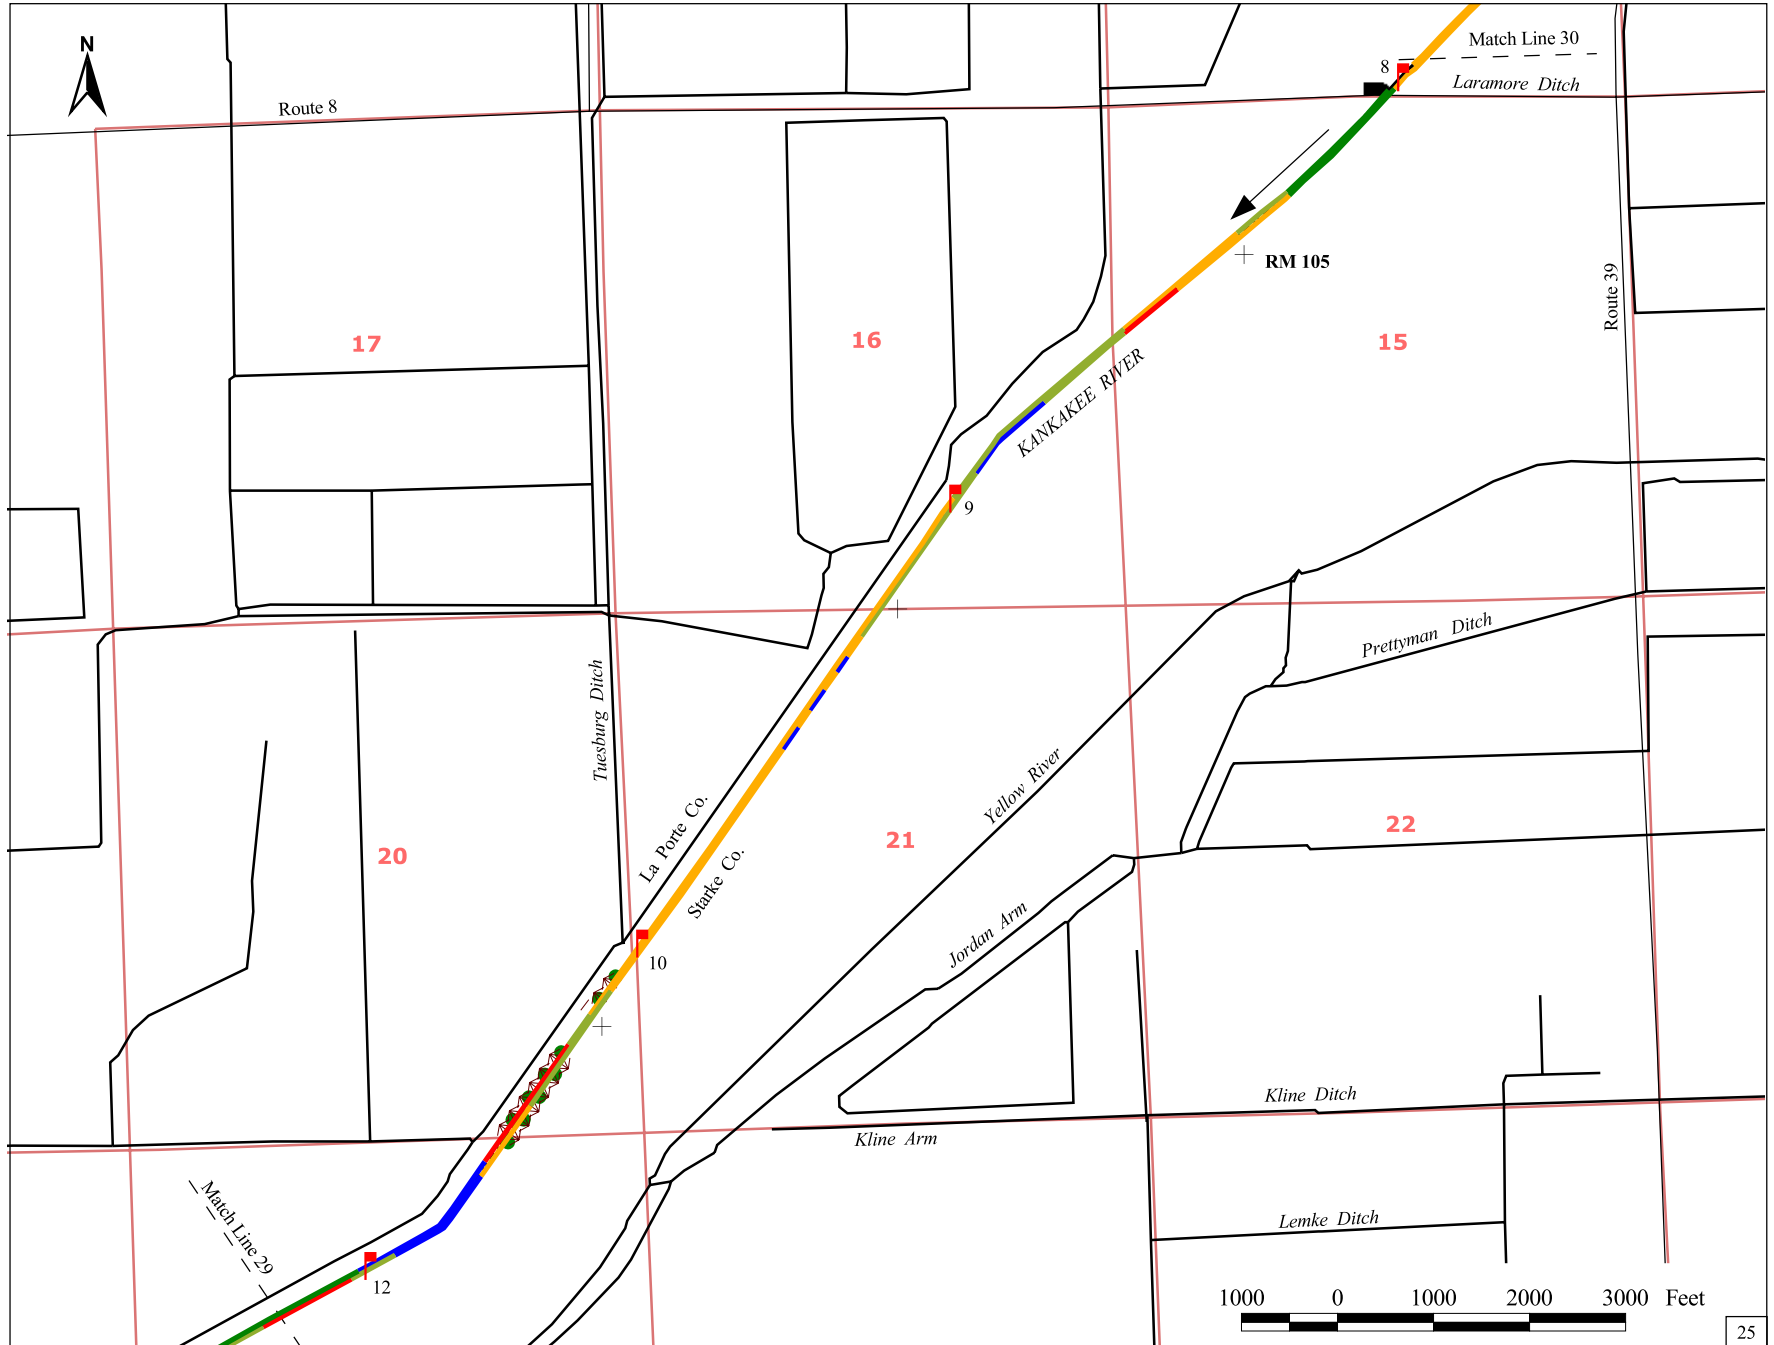 N
Match Line 30
8
Laramore Ditch
Route 8
RM 105
Route 39
17
16
15
KANKAKEE RIVER
9
Prettyman Ditch
Tuesburg Ditch
Yellow River
La Porte Co.
Starke Co.
20
21
22
Jordan Arm
10
Kline Ditch
Kline Arm
Match Line 29
Lemke Ditch
12
1000 0 1000 2000 3000 Feet
25